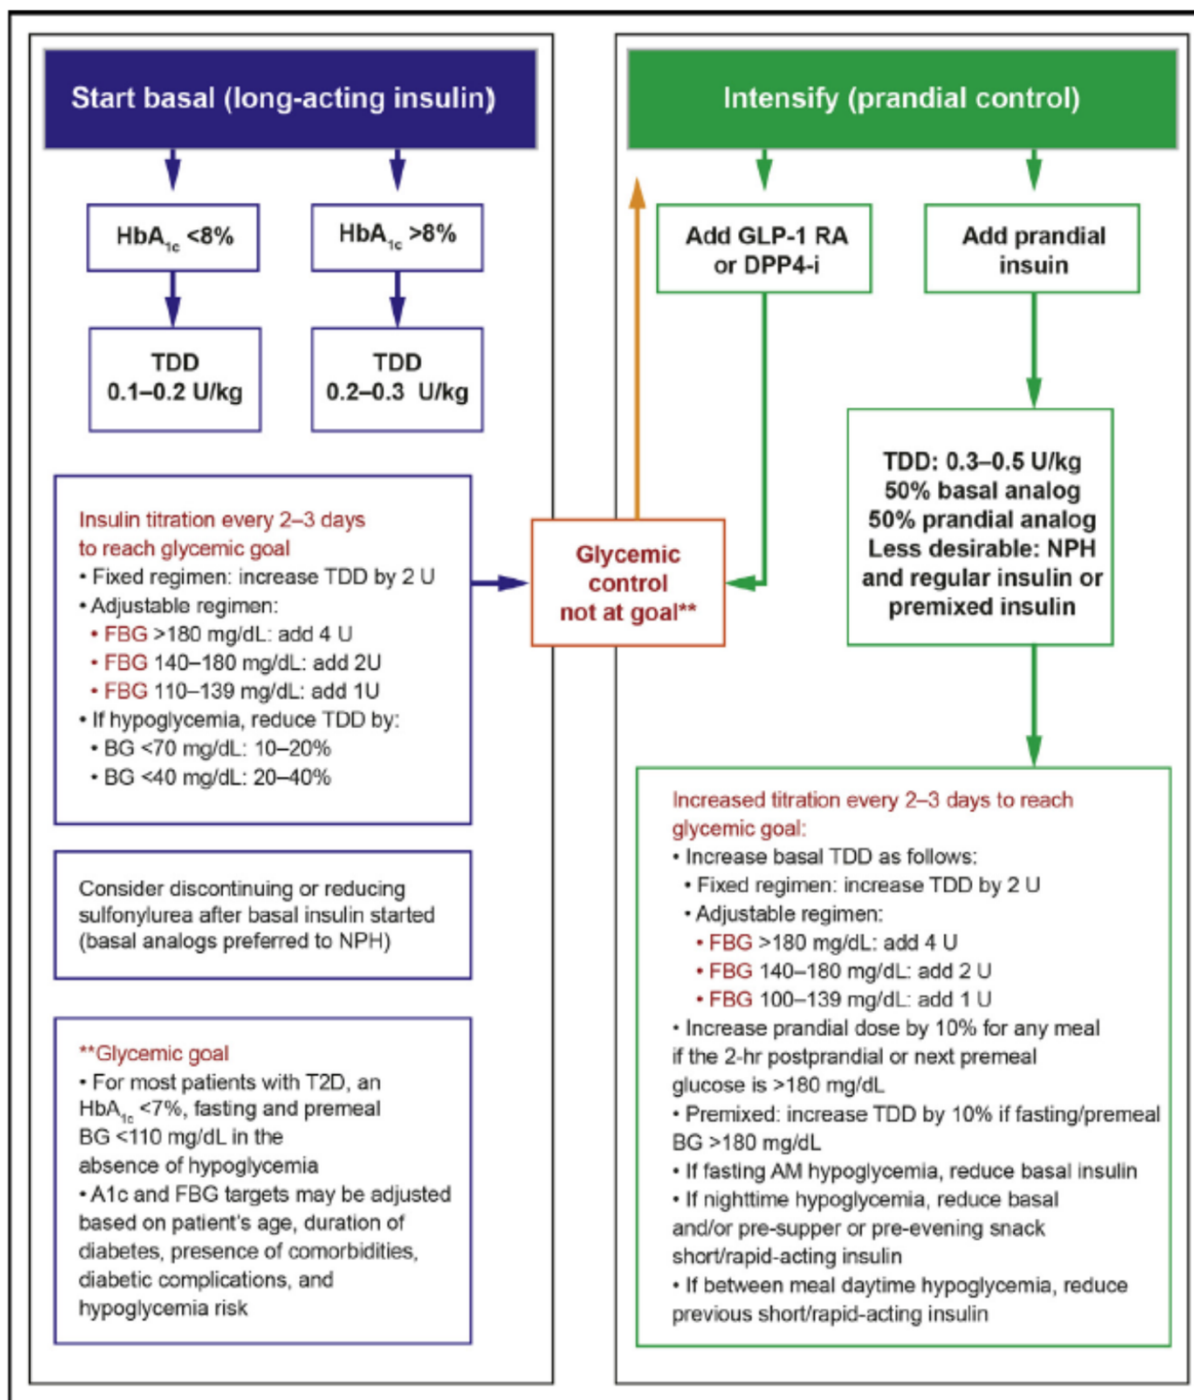 Start basal (long-acting insulin)
HbA1c <8%
HbA1c >8%
TDD
0.1–0.2 U/kg
TDD
0.2–0.3 U/kg
Insulin titration every 2–3 days
to reach glycemic goal
• Fixed regimen: increase TDD by 2 U
• Adjustable regimen:
• FBG >180 mg/dL: add 4 U
• FBG 140–180 mg/dL: add 2U
• FBG 110–139 mg/dL: add 1U
• If hypoglycemia, reduce TDD by:
• BG <70 mg/dL: 10–20%
• BG <40 mg/dL: 20–40%
Consider discontinuing or reducing
sulfonylurea after basal insulin started
(basal analogs preferred to NPH)
**Glycemic goal
• For most patients with T2D, an
HbA1c <7%, fasting and premeal
BG <110 mg/dL in the
absence of hypoglycemia
• A1c and FBG targets may be adjusted
based on patient's age, duration of
diabetes, presence of comorbidities,
diabetic complications, and
hypoglycemia risk
Glycemic
control
not at goal**
Intensify (prandial control)
Add GLP-1 RA
or DPP4-i
Add prandial
insuin
TDD: 0.3–0.5 U/kg
50% basal analog
50% prandial analog
Less desirable: NPH
and regular insulin or
premixed insulin
Increased titration every 2–3 days to reach
glycemic goal:
• Increase basal TDD as follows:
• Fixed regimen: increase TDD by 2 U
• Adjustable regimen:
• FBG >180 mg/dL: add 4 U
• FBG 140–180 mg/dL: add 2 U
• FBG 100–139 mg/dL: add 1 U
• Increase prandial dose by 10% for any meal
if the 2-hr postprandial or next premeal
glucose is >180 mg/dL
• Premixed: increase TDD by 10% if fasting/premeal
BG >180 mg/dL
• If fasting AM hypoglycemia, reduce basal insulin
• If nighttime hypoglycemia, reduce basal
and/or pre-supper or pre-evening snack
short/rapid-acting insulin
• If between meal daytime hypoglycemia, reduce
previous short/rapid-acting insulin